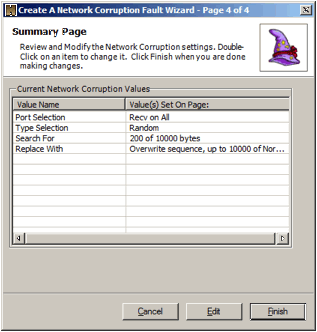 Create A Network Corruption Fault Wizard - Page 4 of 4
Summary Page
Review and Modify the Network Corruption settings. Double-
Click on an item to change it. Click Finish when you are done
making changes.
Current Network Corruption Values
Value Name Value(s) Set On Page:
Port Selection Recv on All
Type Selection Random
Search For 200 of 10000 bytes
Replace With Overwrite sequence, up to 10000 of Nor...
Cancel Edit Finish